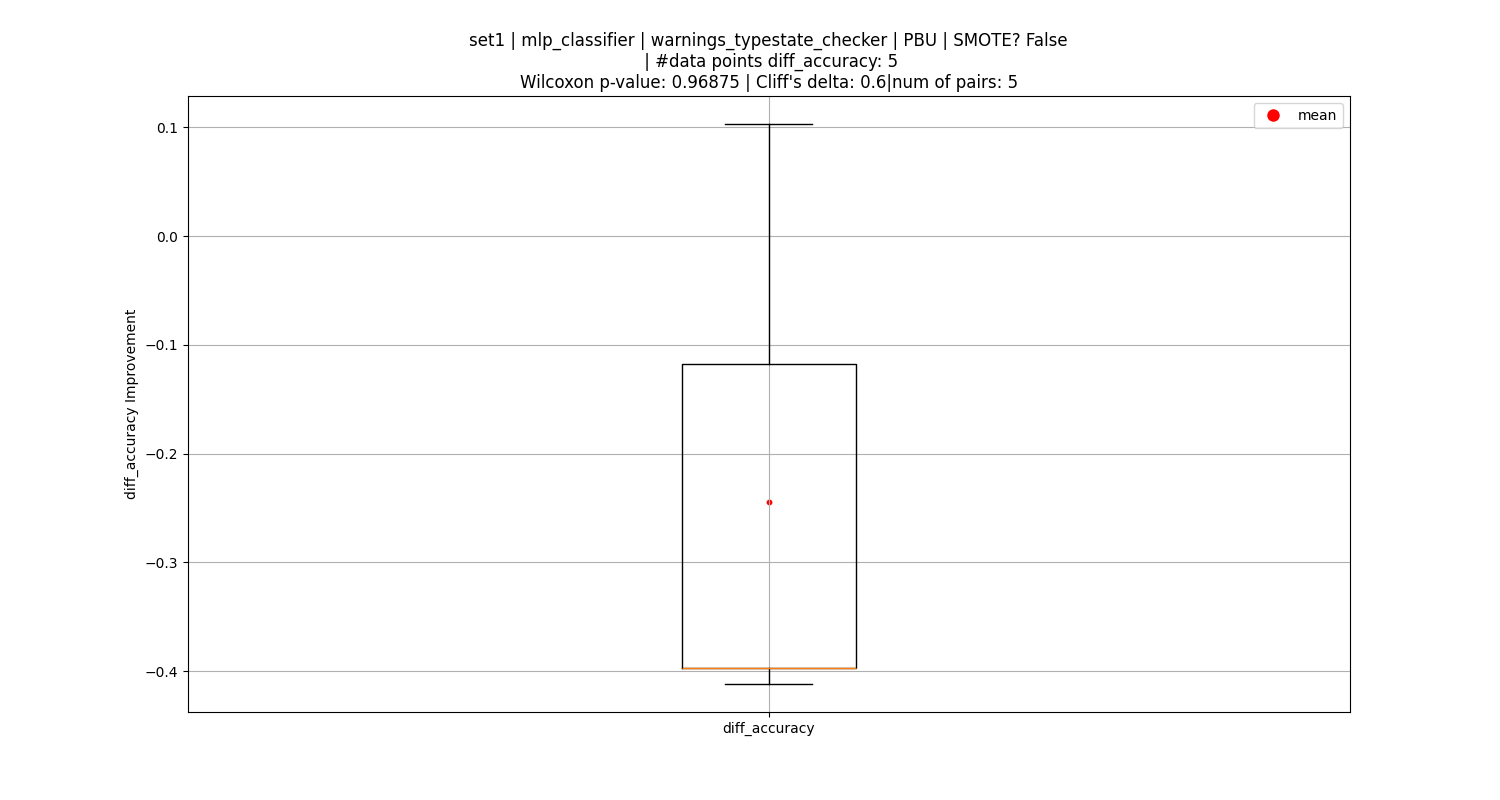 set1 | mlp_classifier | warnings_typestate_checker | PBU | SMOTE? False
| #data points diff_accuracy: 5
Wilcoxon p-value: 0.96875 | Cliff's delta: 0.6|num of pairs: 5
mean
0.1
0.0
−0.1
−0.2
−0.3
−0.4
diff_accuracy Improvement
diff_accuracy